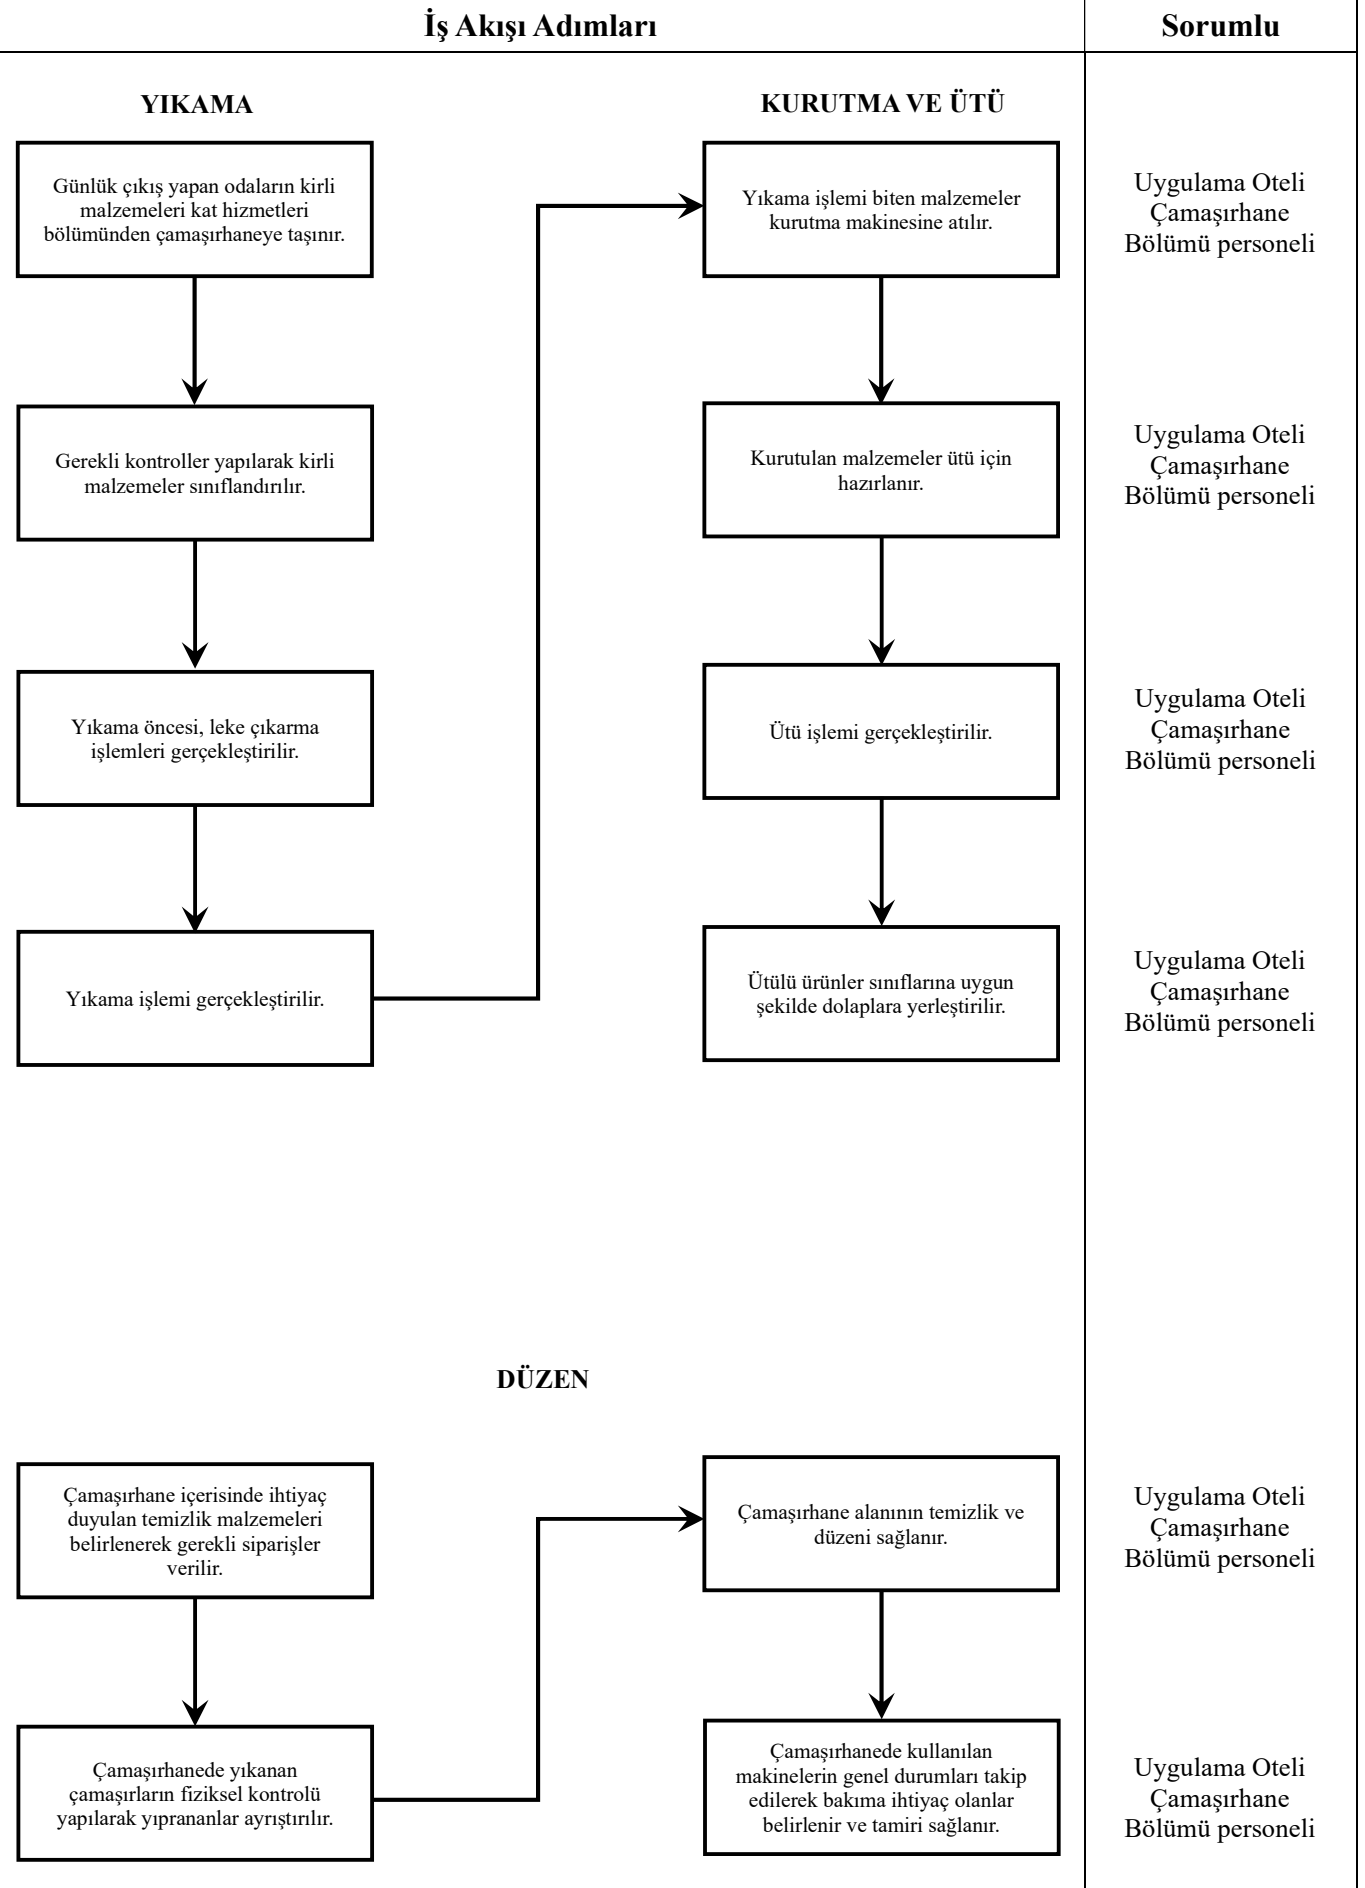 İş Akışı Adımları
Sorumlu
YIKAMA
KURUTMA VE ÜTÜ
Günlük çıkış yapan odaların kirli
malzemeleri kat hizmetleri
bölümünden çamaşırhaneye taşınır.
Yıkama işlemi biten malzemeler
kurutma makinesine atılır.
Uygulama Oteli
Çamaşırhane
Bölümü personeli
Gerekli kontroller yapılarak kirli
malzemeler sınıflandırılır.
Kurutulan malzemeler ütü için
hazırlanır.
Uygulama Oteli
Çamaşırhane
Bölümü personeli
Yıkama öncesi, leke çıkarma
işlemleri gerçekleştirilir.
Ütü işlemi gerçekleştirilir.
Uygulama Oteli
Çamaşırhane
Bölümü personeli
Yıkama işlemi gerçekleştirilir.
Ütülü ürünler sınıflarına uygun
şekilde dolaplara yerleştirilir.
Uygulama Oteli
Çamaşırhane
Bölümü personeli
DÜZEN
Çamaşırhane içerisinde ihtiyaç
duyulan temizlik malzemeleri
belirlenerek gerekli siparişler
verilir.
Çamaşırhane alanının temizlik ve
düzeni sağlanır.
Uygulama Oteli
Çamaşırhane
Bölümü personeli
Çamaşırhanede yıkanan
çamaşırların fiziksel kontrolü
yapılarak yıprananlar ayrıştırılır.
Çamaşırhanede kullanılan
makinelerin genel durumları takip
edilerek bakıma ihtiyaç olanlar
belirlenir ve tamiri sağlanır.
Uygulama Oteli
Çamaşırhane
Bölümü personeli